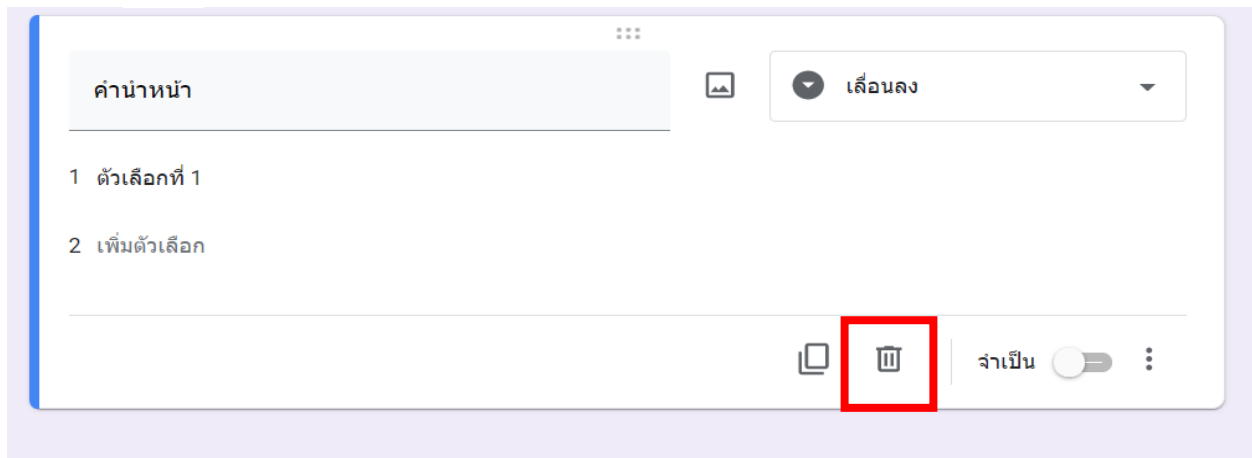 คำนำหน้า
เลื่อนลง
1 ตัวเลือกที่ 1
2 เพิ่มตัวเลือก
จำเป็น